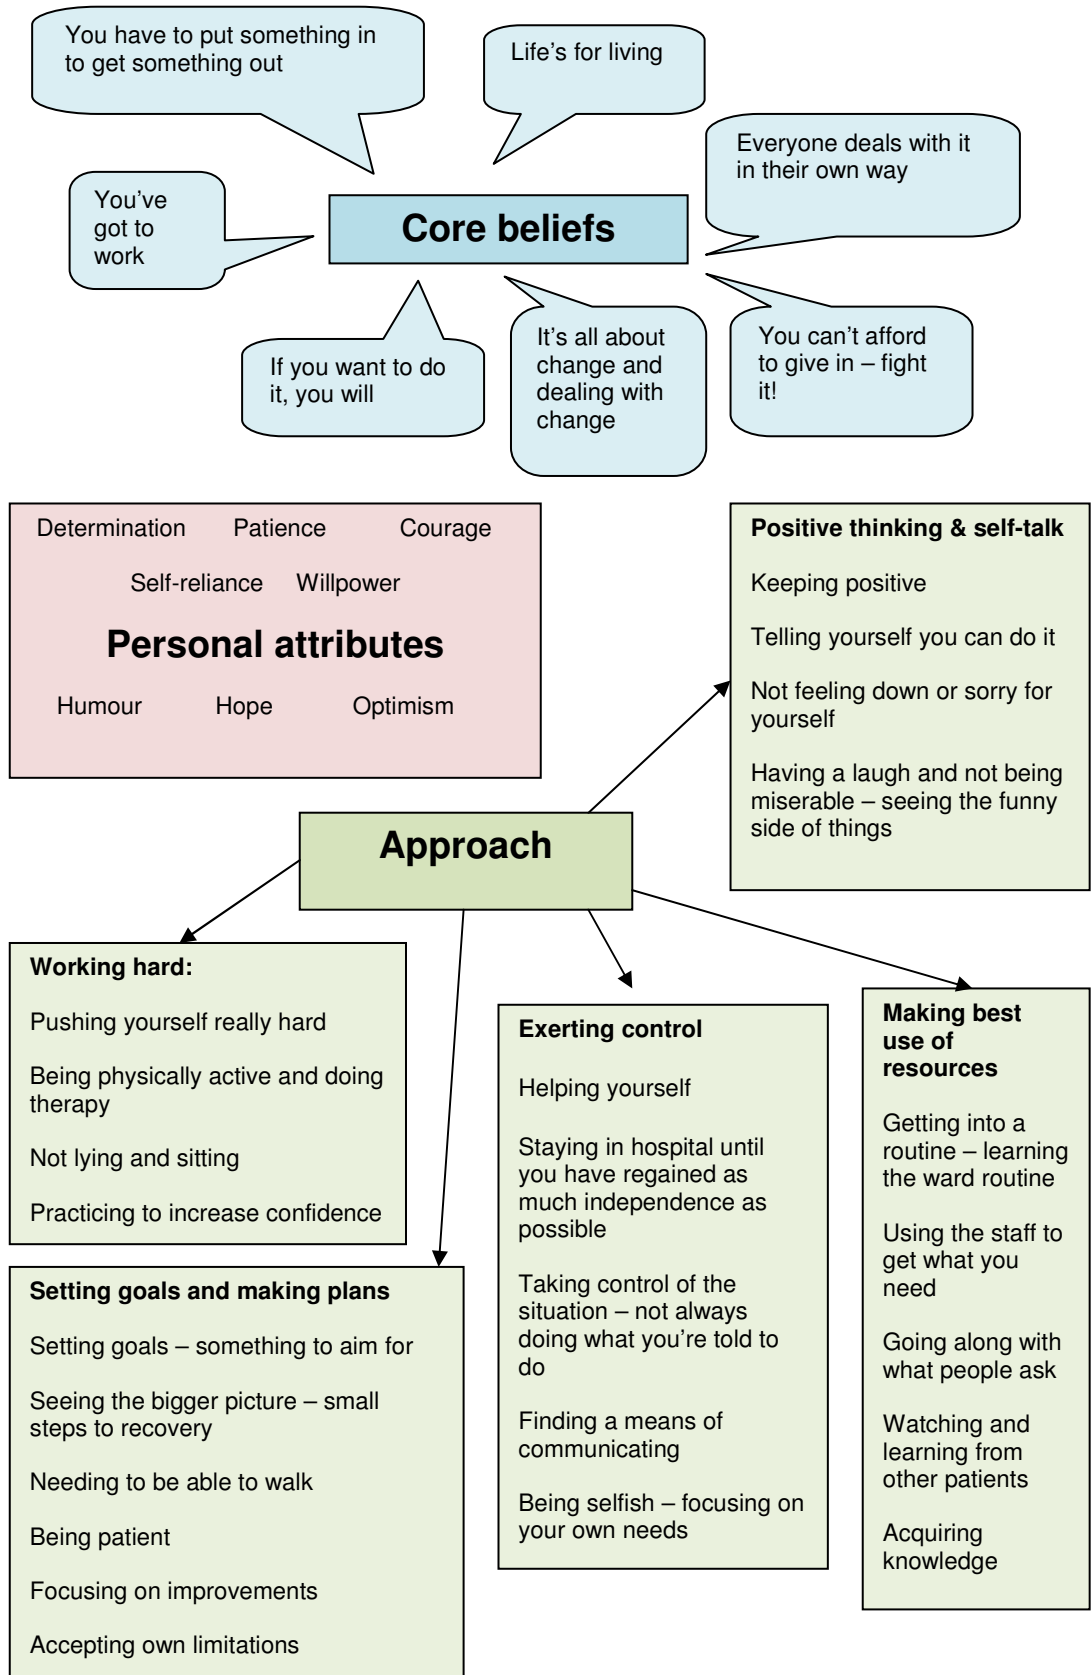 You have to put something in
to get something out
Life's for living
Everyone deals with it
in their own way
You've
got to
work
Core beliefs
If you want to do
it, you will
It's all about
change and
dealing with
change
You can't afford
to give in – fight
it!
Determination Patience Courage
Self-reliance Willpower
Personal attributes
Humour Hope Optimism
Positive thinking & self-talk
Keeping positive
Telling yourself you can do it
Not feeling down or sorry for
yourself
Having a laugh and not being
miserable – seeing the funny
side of things
Approach
Working hard:
Pushing yourself really hard
Being physically active and doing
therapy
Not lying and sitting
Practicing to increase confidence
Setting goals and making plans
Setting goals – something to aim for
Seeing the bigger picture – small
steps to recovery
Needing to be able to walk
Being patient
Focusing on improvements
Accepting own limitations
Exerting control
Helping yourself
Staying in hospital until
you have regained as
much independence as
possible
Taking control of the
situation – not always
doing what you're told to
do
Finding a means of
communicating
Being selfish – focusing on
your own needs
Making best
use of
resources
Getting into a
routine – learning
the ward routine
Using the staff to
get what you
need
Going along with
what people ask
Watching and
learning from
other patients
Acquiring
knowledge